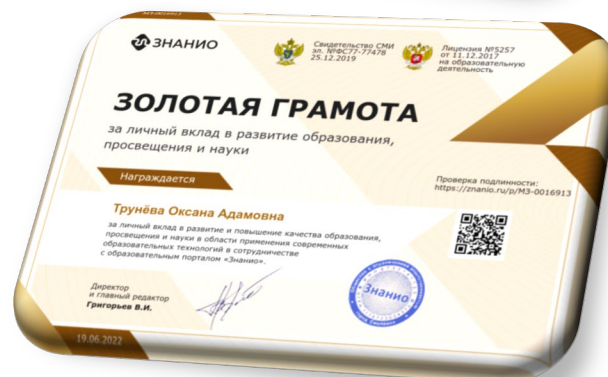 ЗНАНИО
Свидетельство СМИ
эл. №ФС77-77478
25.12.2019
Лицензия №5257
от 11.12.2017
на образовательную
деятельность
ЗОЛОТАЯ ГРАМОТА
за личный вклад в развитие образования,
просвещения и науки
Награждается
Проверка подлинности:
https://znanio.ru/p/МЗ-0016913
Трунёва Оксана Адамовна
за личный вклад в развитие и повышение качества образования,
просвещения и науки в области применения современных
образовательных технологий в сотрудничестве
с образовательным порталом «Знанио».
Директор
и главный редактор
Григорьев В.И.
Знанио
19.06.2022